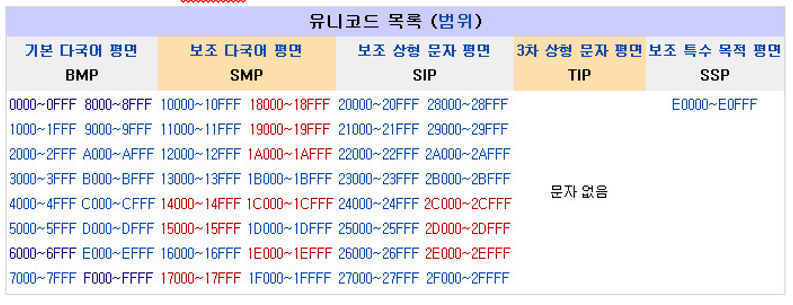 유니코드 목록 (범위)
기본 다국어 평면 보조 다국어 평면 보조 상형 문자 평면 3차 상형 문자 평면 보조 특수 목적 평면
BMP SMP SIP TIP SSP
0000~0FFF 8000~8FFF 10000~10FFF 18000~18FFF 20000~20FFF 28000~28FFF E0000~E0FFF
1000~1FFF 9000~9FFF 11000~11FFF 19000~19FFF 21000~21FFF 29000~29FFF
2000~2FFF A000~AFFF 12000~12FFF 1A000~1AFFF 22000~22FFF 2A000~2AFFF
3000~3FFF B000~BFFF 13000~13FFF 1B000~1BFFF 23000~23FFF 2B000~2BFFF
문자 없음
4000~4FFF C000~CFFF 14000~14FFF 1C000~1CFFF 24000~24FFF 2C000~2CFFF
5000~5FFF D000~DFFF 15000~15FFF 1D000~1DFFF 25000~25FFF 2D000~2DFFF
6000~6FFF E000~EFFF 16000~16FFF 1E000~1EFFF 26000~26FFF 2E000~2EFFF
7000~7FFF F000~FFFF 17000~17FFF 1F000~1FFFF 27000~27FFF 2F000~2FFFF